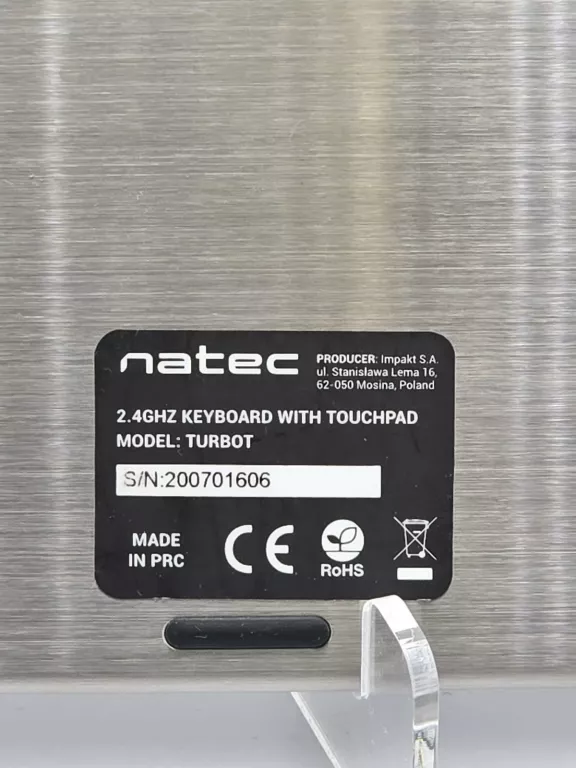 natec
PRODUCER: Impakt S.A.
ul. Stanisława Lema 16,
62-050 Mosina, Poland
2.4GHZ KEYBOARD WITH TOUCHPAD
MODEL: TURBOT
S/N:200701606
MADE
IN PRC
CE
RoHS